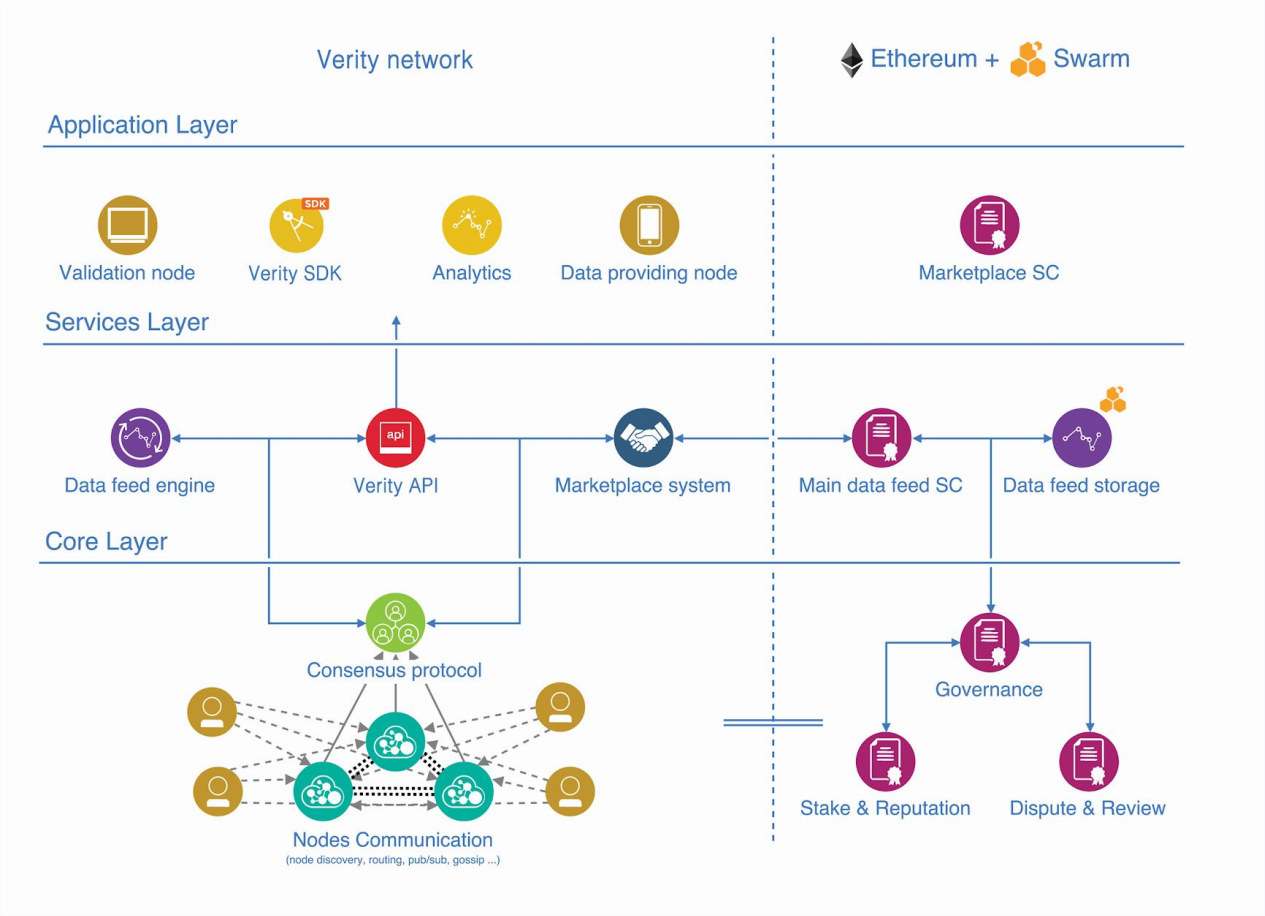 Verity network
Ethereum + Swarm
Application Layer
SDK
Validation node
Verity SDK
Analytics
Data providing node
Marketplace SC
Services Layer
api
Data feed engine
Verity API
Marketplace system
Main data feed SC
Data feed storage
Core Layer
Consensus protocol
Governance
Stake & Reputation
Dispute & Review
Nodes Communication
(node discovery, routing, pub/sub, gossip ...)